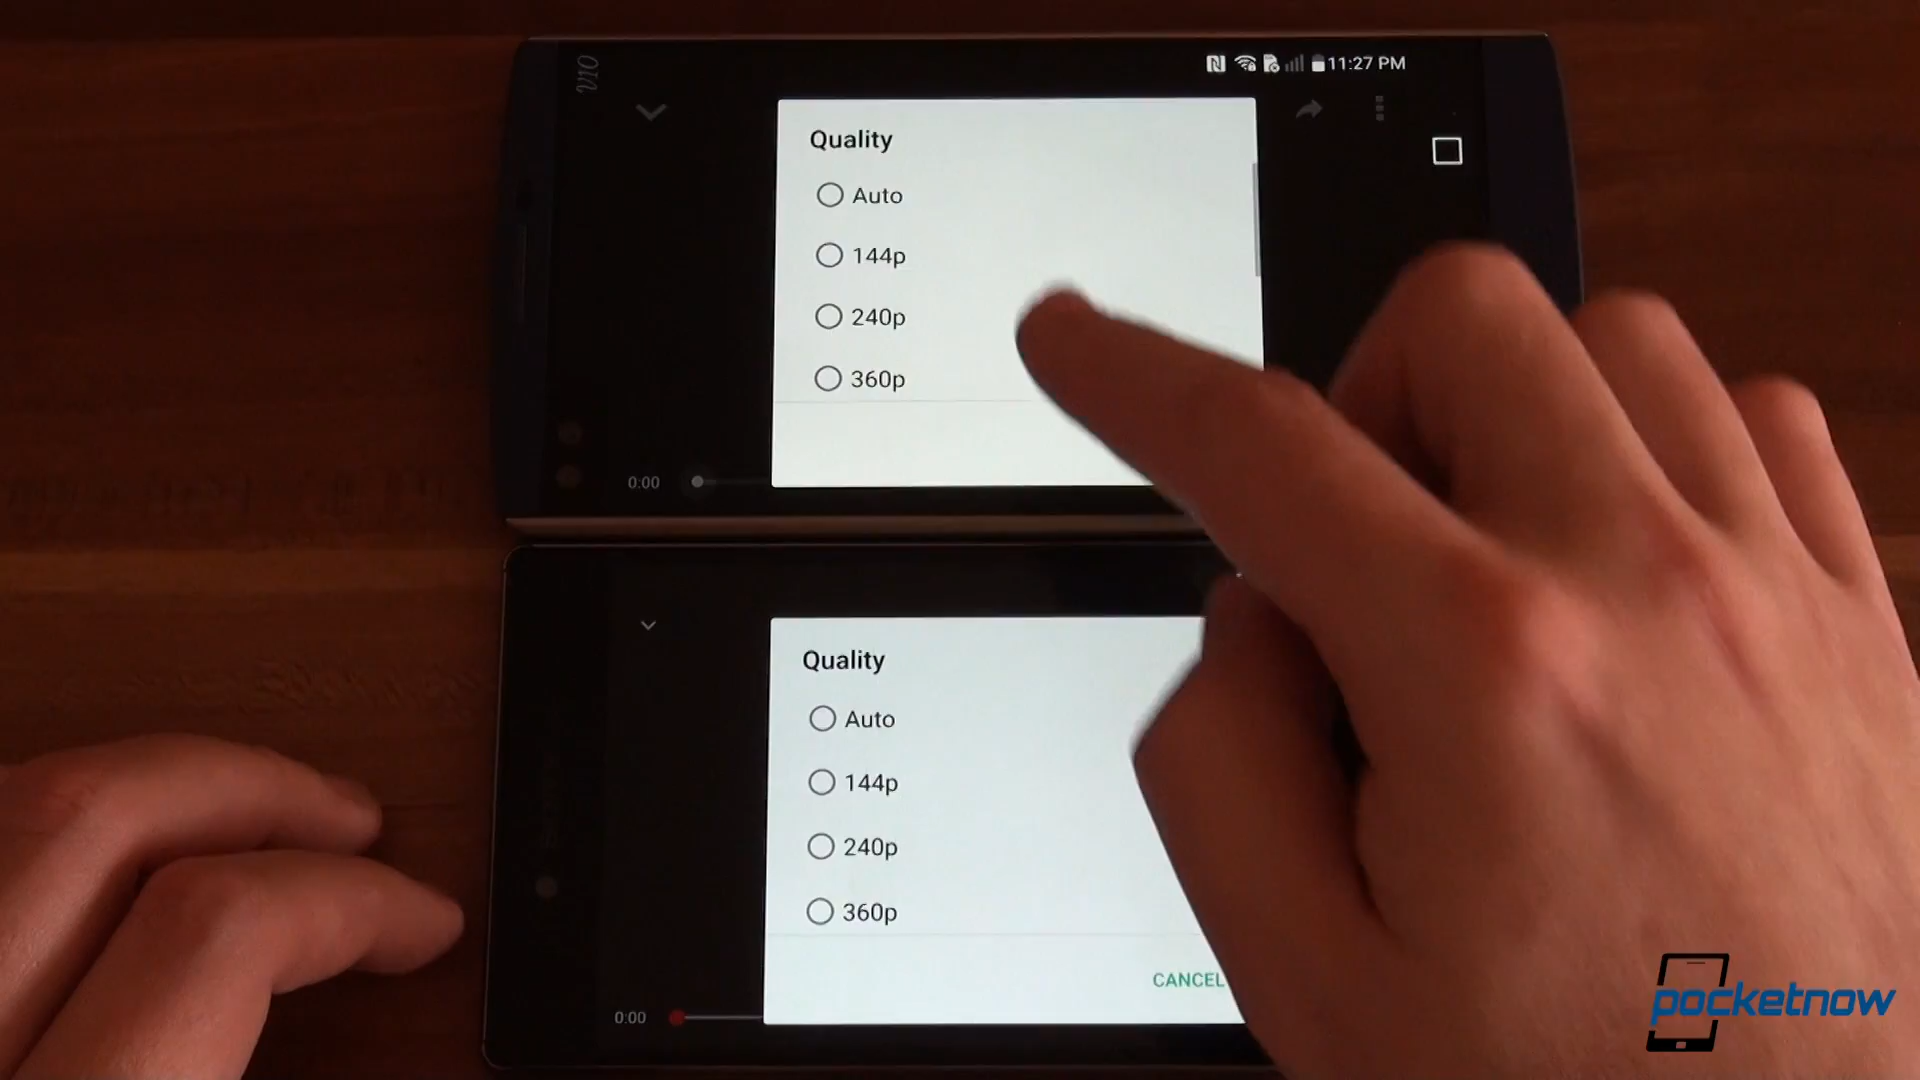 V10
11:27 PM
Quality
Auto
144p
240p
360p
0:00
Quality
Auto
144p
240p
360p
CANCEL
0:00
pocketnow